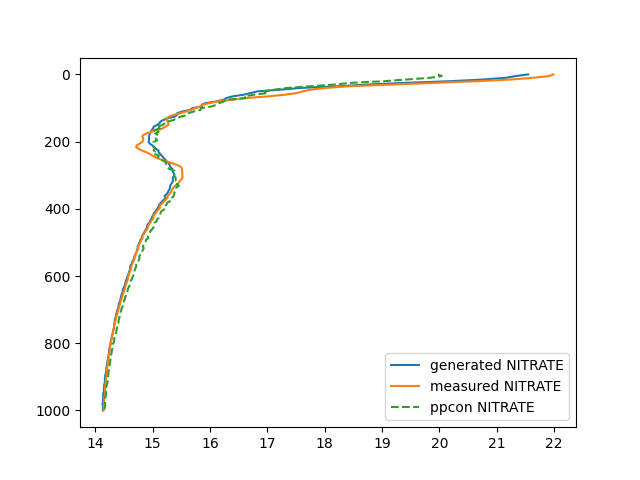 0
200
400
600
800
1000
14 15 16 17 18 19 20 21 22
generated NITRATE
measured NITRATE
ppcon NITRATE